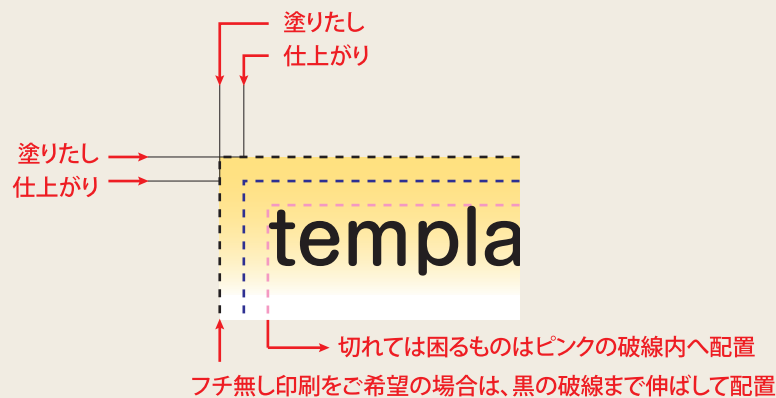 塗りたし
仕上がり
塗りたし
仕上がり
templa
切れては困るものはピンクの破線内へ配置
フチ無し印刷をご希望の場合は、黒の破線まで伸ばして配置